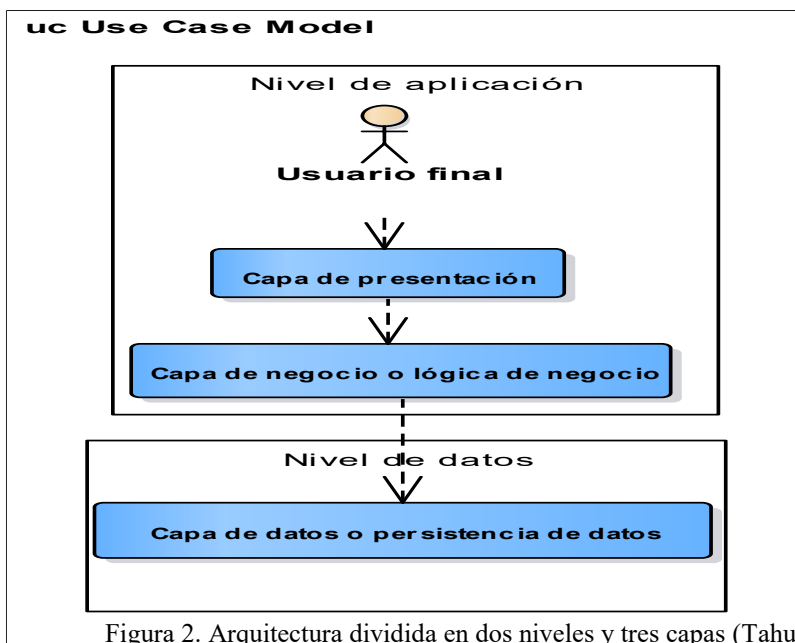 uc Use Case Model
Nivel de aplicación
Usuario final
Capa de presentación
Capa de negocio o lógica de negocio
Nivel de datos
Capa de datos o persistencia de datos
Figura 2. Arquitectura dividida en dos niveles y tres capas (Tahu